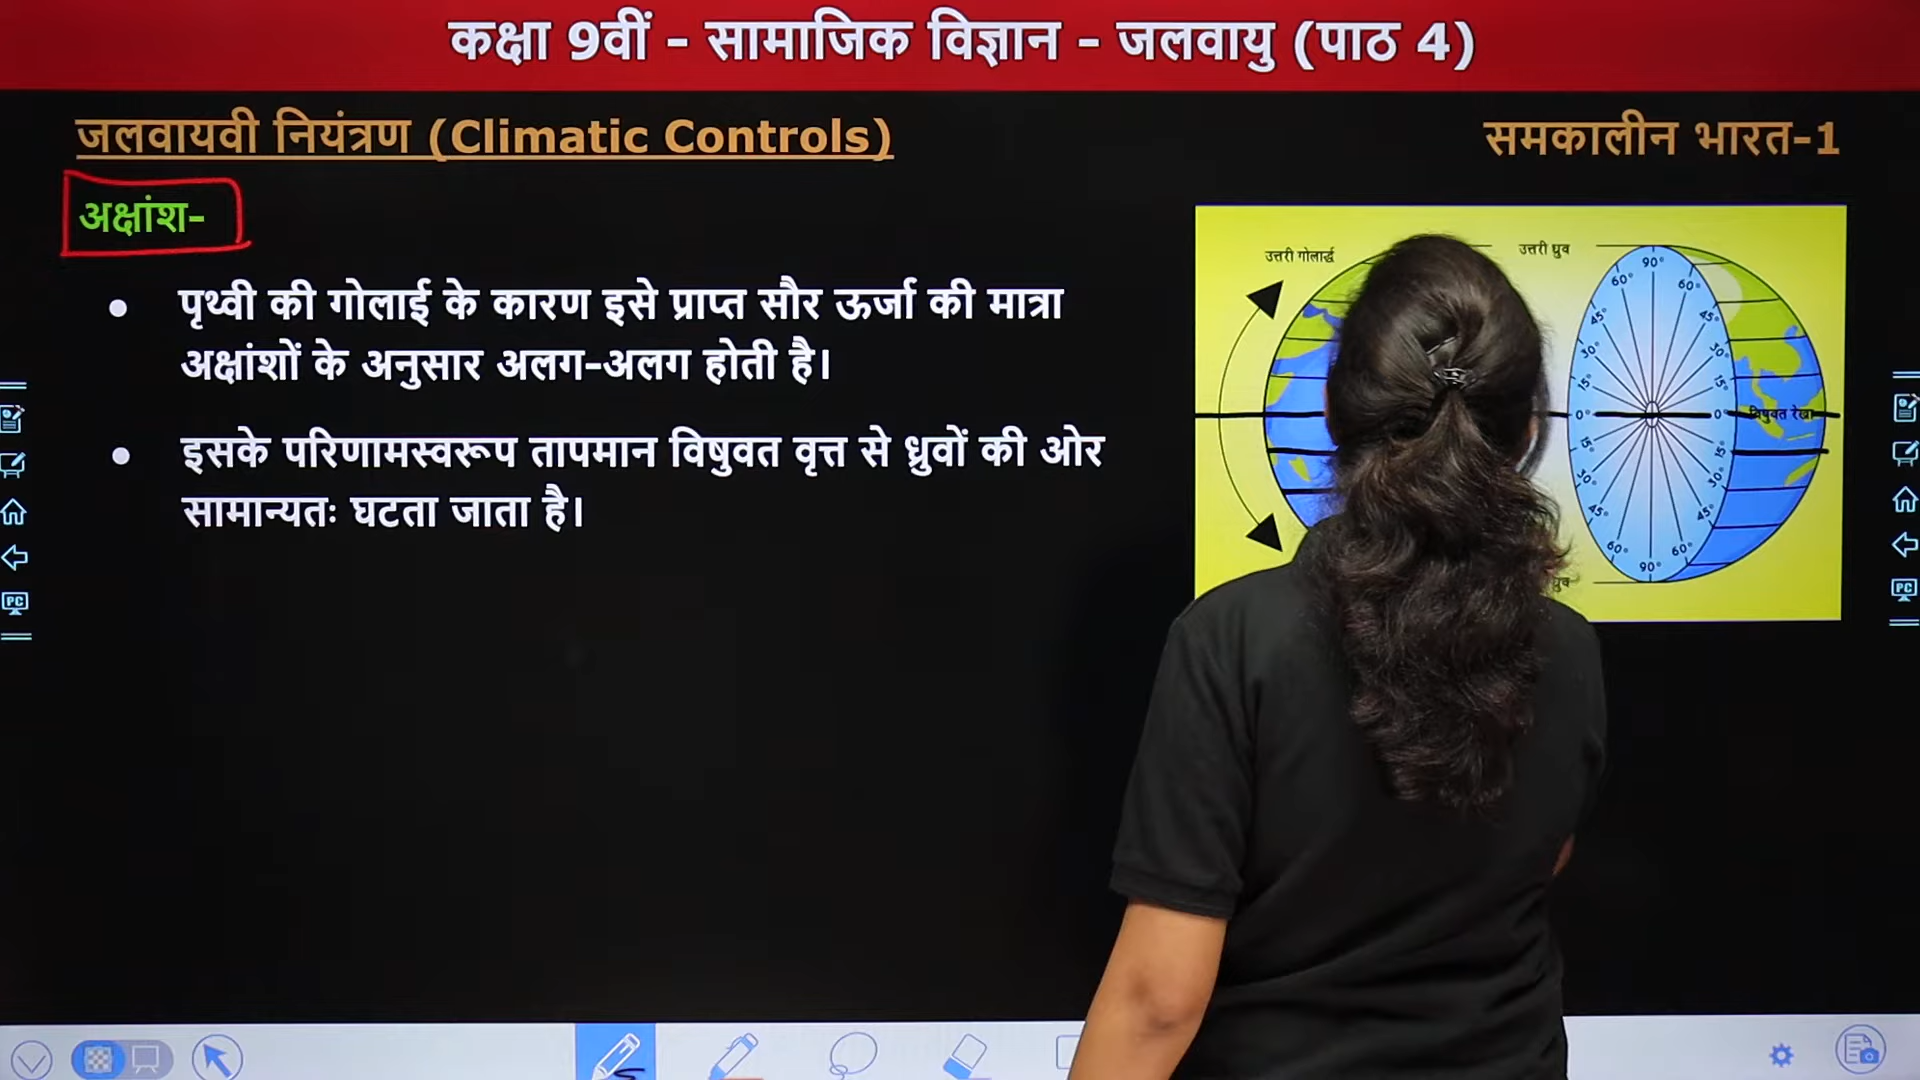 कक्षा 9वीं - सामाजिक विज्ञान - जलवायु (पाठ 4)
जलवायवी नियंत्रण (Climatic Controls)
समकालीन भारत-1
अक्षांश-
पृथ्वी की गोलाई के कारण इसे प्राप्त सौर ऊर्जा की मात्रा
अक्षांशों के अनुसार अलग-अलग होती है।
इसके परिणामस्वरूप तापमान विषुवत वृत्त से ध्रुवों की ओर
सामान्यतः घटता जाता है।
उत्तरी गोलार्द्ध
उत्तरी ध्रुव
90°
60° 60°
45° 45°
30° 30°
15° 15°
0° 0° विषुवत रेखा
15° 15°
30° 30°
45° 45°
60° 60°
90°
ध्रुव
PC
PC